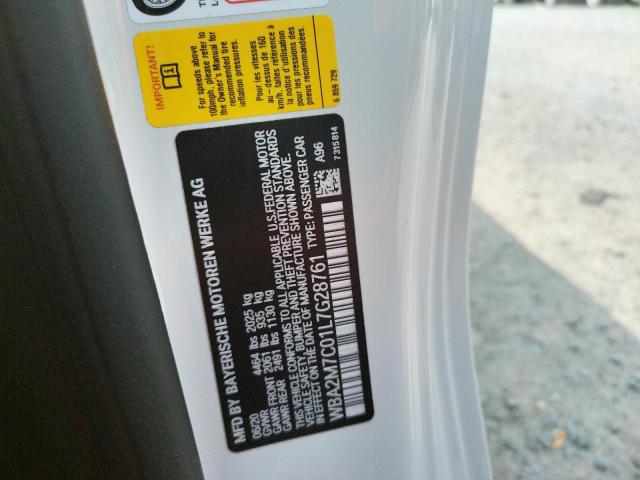 IMPORTANT!
For speeds above
100mph, please refer to
the Owner's Manual for
recommended tire
inflation pressures.
Pour les vitesses
au - dessus de 160
km/h, faites référence à
la notice d'utilisation
pour les pressions des
pneus recommandées.
6 859 729
MFD BY BAYERISCHE MOTOREN WERKE AG
06/20 4464 lbs 2025 kg
GVWR
GAWR FRONT 2061 lbs 935 kg
GAWR REAR 2491 lbs 1130 kg
THIS VEHICLE CONFORMS TO ALL APPLICABLE U.S.FEDERAL MOTOR
VEHICLE SAFETY, BUMPER AND THEFT PREVENTION STANDARDS
IN EFFECT ON THE DATE OF MANUFACTURE SHOWN ABOVE.
WBA2M7C01L7G28761 TYPE: PASSENGER CAR
A96
7 315 814